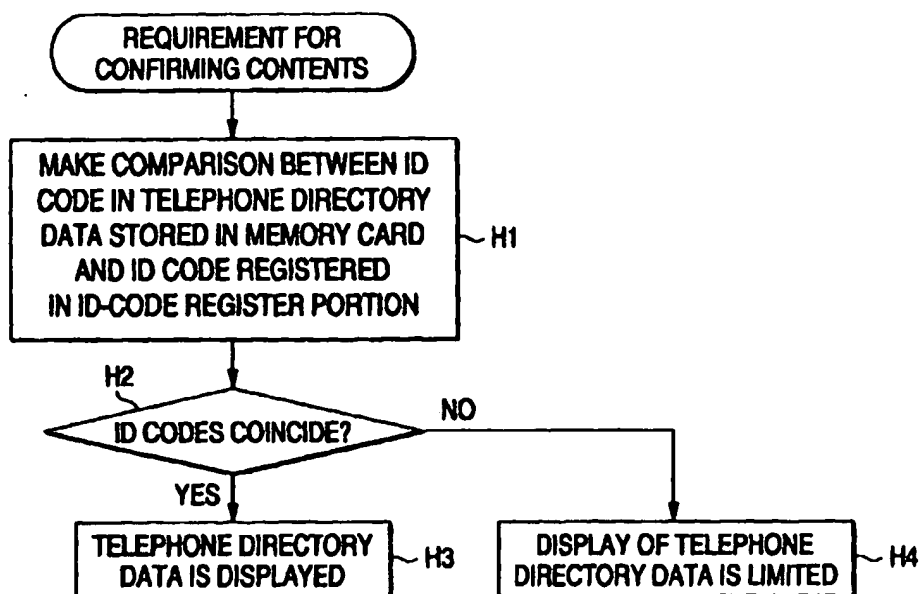 REQUIREMENT FOR
CONFIRMING CONTENTS
MAKE COMPARISON BETWEEN ID
CODE IN TELEPHONE DIRECTORY
DATA STORED IN MEMORY CARD
AND ID CODE REGISTERED
IN ID-CODE REGISTER PORTION
H1
H2
ID CODES COINCIDE?
NO
YES
TELEPHONE DIRECTORY
DATA IS DISPLAYED
H3
DISPLAY OF TELEPHONE
DIRECTORY DATA IS LIMITED
H4